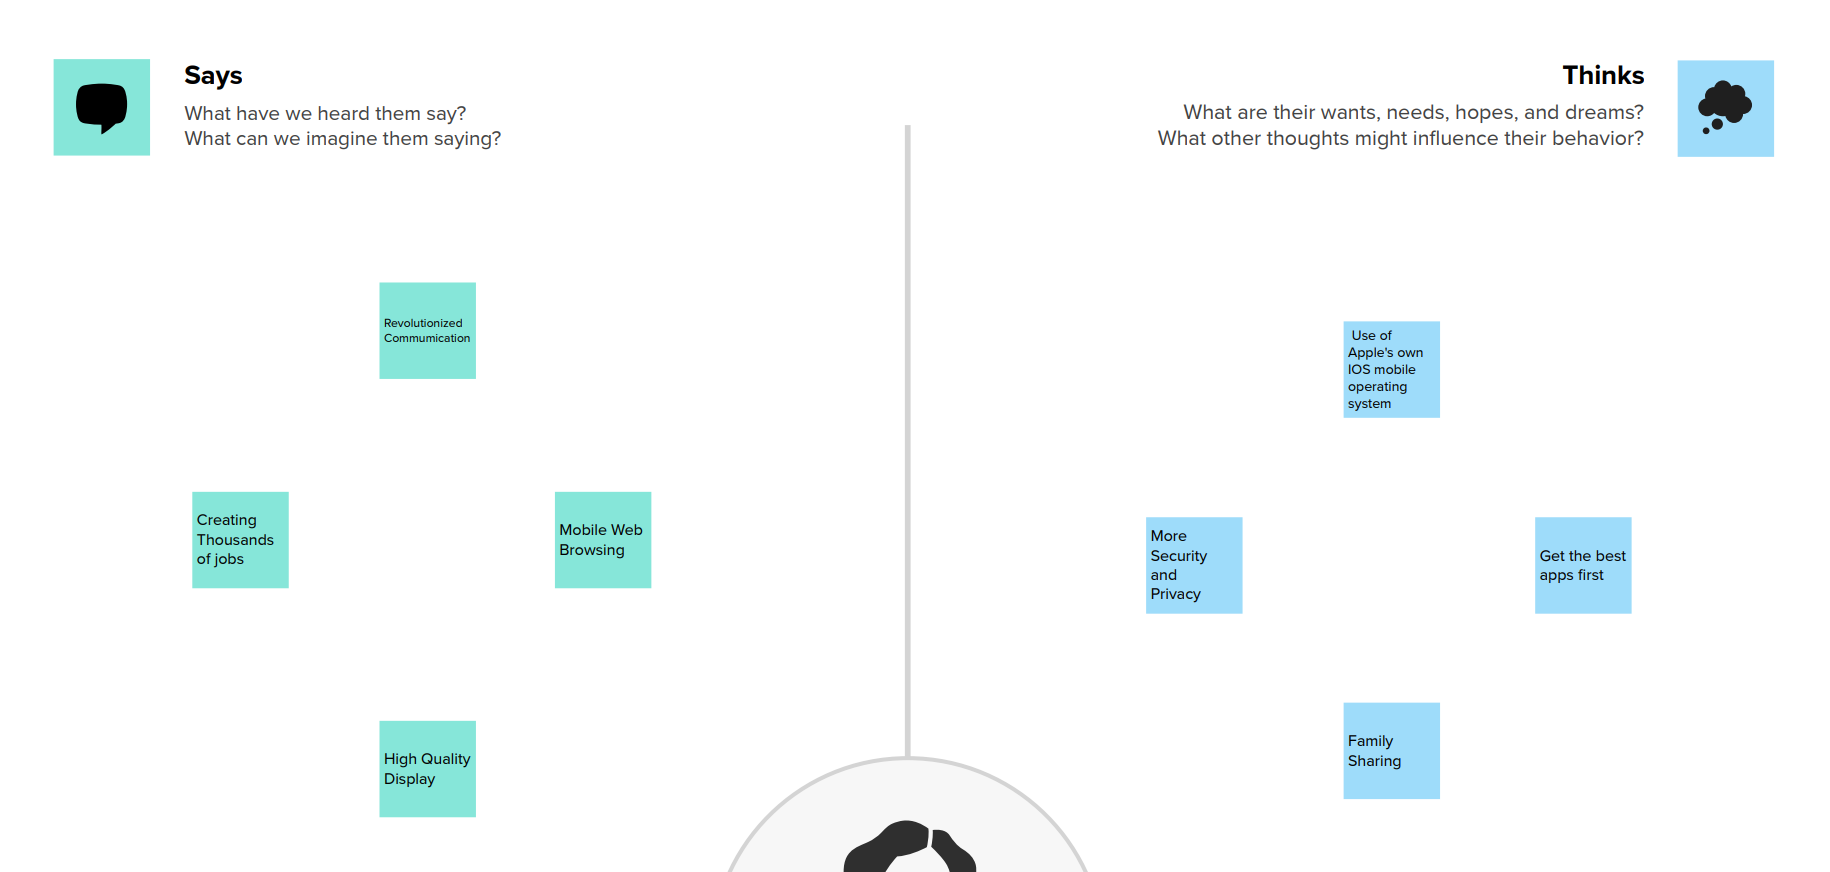 Says
What have we heard them say?
What can we imagine them saying?
Thinks
What are their wants, needs, hopes, and dreams?
What other thoughts might influence their behavior?
Revolutionized
Commumication
Creating
Thousands
of jobs
Mobile Web
Browsing
High Quality
Display
Use of
Apple's own
IOS mobile
operating
system
More
Security
and
Privacy
Get the best
apps first
Family
Sharing